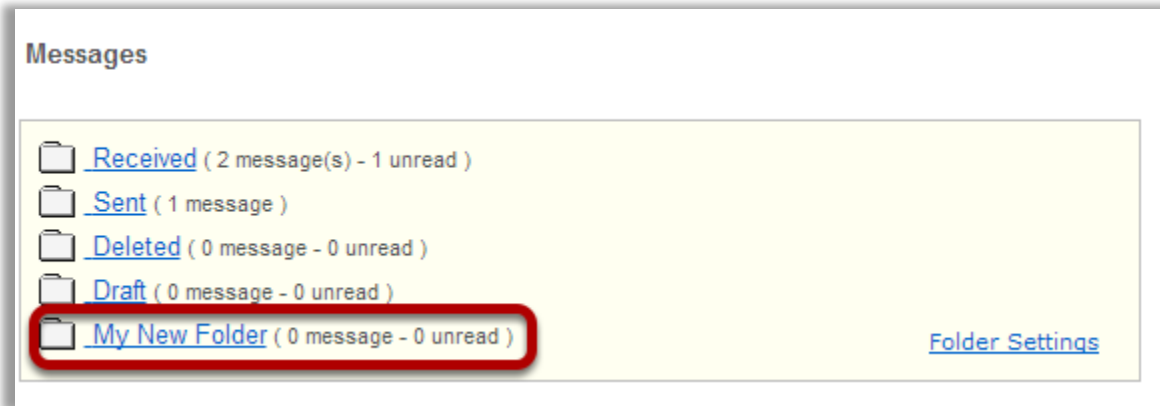 Messages
Received ( 2 message(s) - 1 unread )
Sent ( 1 message )
Deleted ( 0 message - 0 unread )
Draft ( 0 message - 0 unread )
My New Folder ( 0 message - 0 unread )
Folder Settings